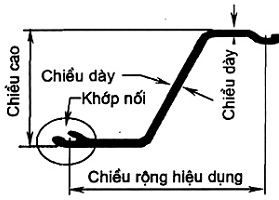 Chiều cao
Chiều dày
Khớp nối
Chiều dày
Chiều rộng hiệu dụng